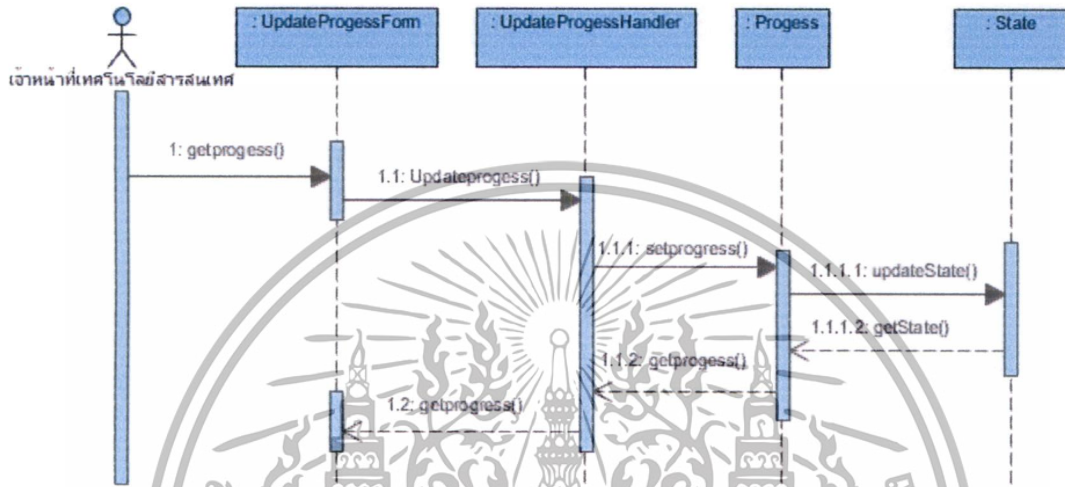 : UpdateProgessForm
: UpdateProgessHandler
: Progess
: State
เจ้าหน้าที่เทคโนโลยีสารสนเทศ
1: getprogess()
1.1: Updateprogess()
1.1.1: setprogress()
1.1.1.1: updateState()
1.1.1.2: getState()
1.1.2: getprogess()
1.2: getprogress()